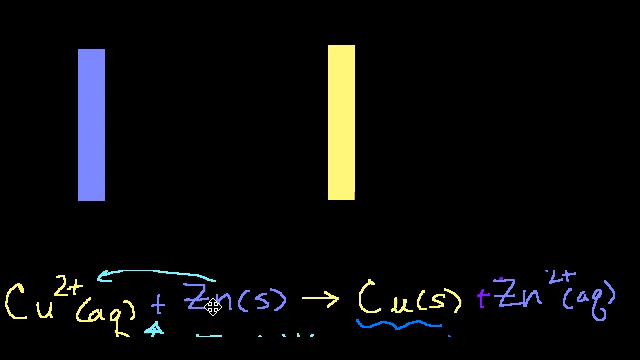 Cu²⁺(aq) + Zn(s) → Cu(s) + Zn²⁺(aq)